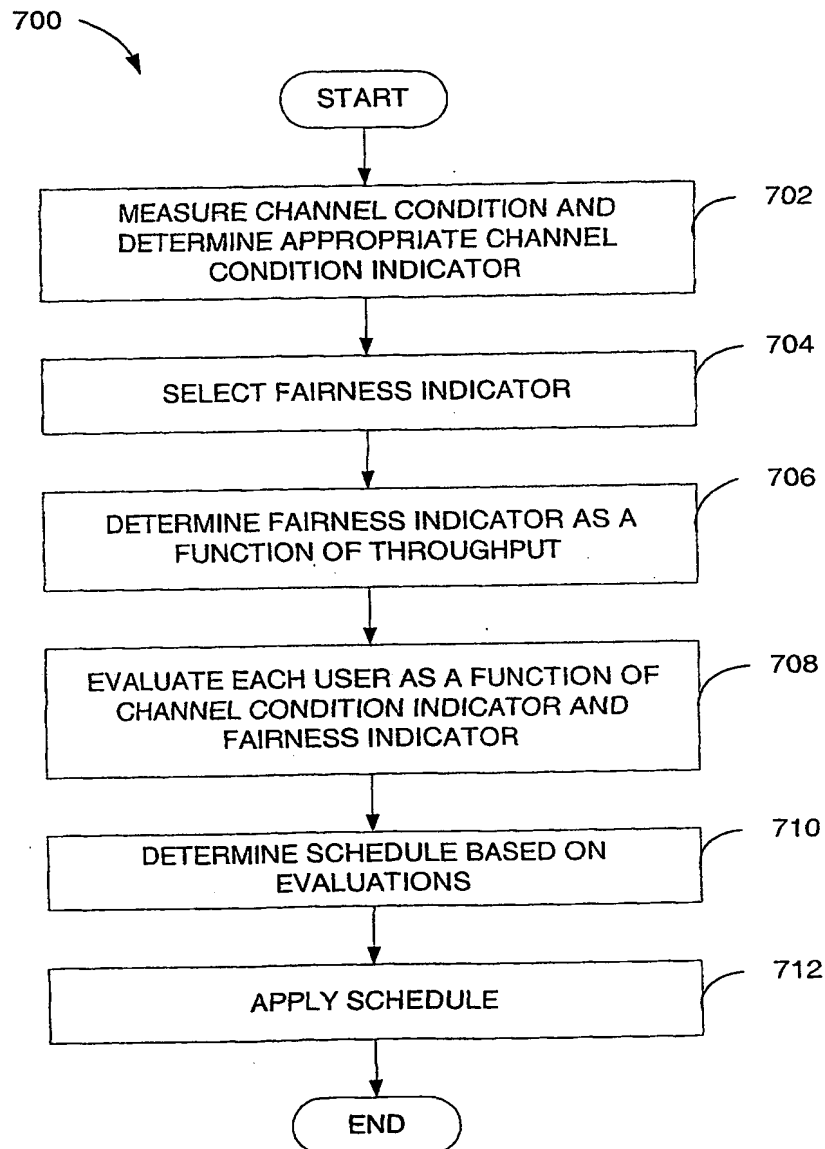 700
START
MEASURE CHANNEL CONDITION AND
DETERMINE APPROPRIATE CHANNEL
CONDITION INDICATOR
702
SELECT FAIRNESS INDICATOR
704
DETERMINE FAIRNESS INDICATOR AS A
FUNCTION OF THROUGHPUT
706
EVALUATE EACH USER AS A FUNCTION OF
CHANNEL CONDITION INDICATOR AND
FAIRNESS INDICATOR
708
DETERMINE SCHEDULE BASED ON
EVALUATIONS
710
APPLY SCHEDULE
712
END